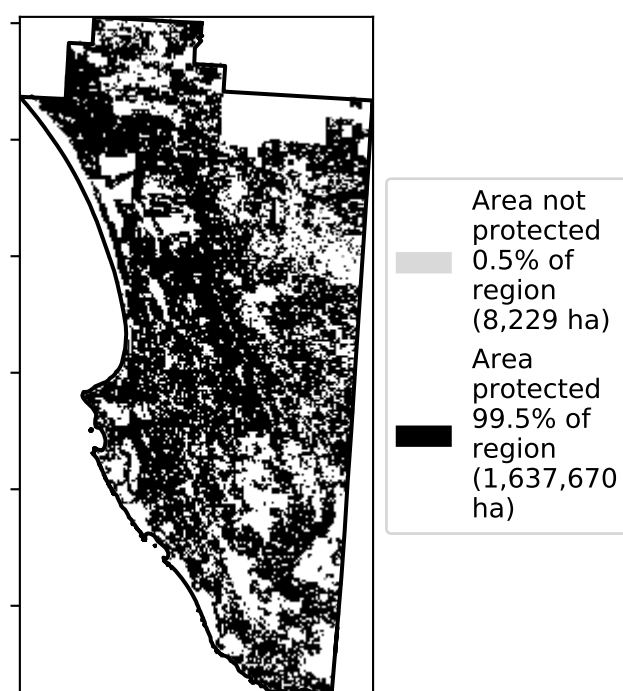 Area not
protected
0.5% of
region
(8,229 ha)
Area
protected
99.5% of
region
(1,637,670
ha)